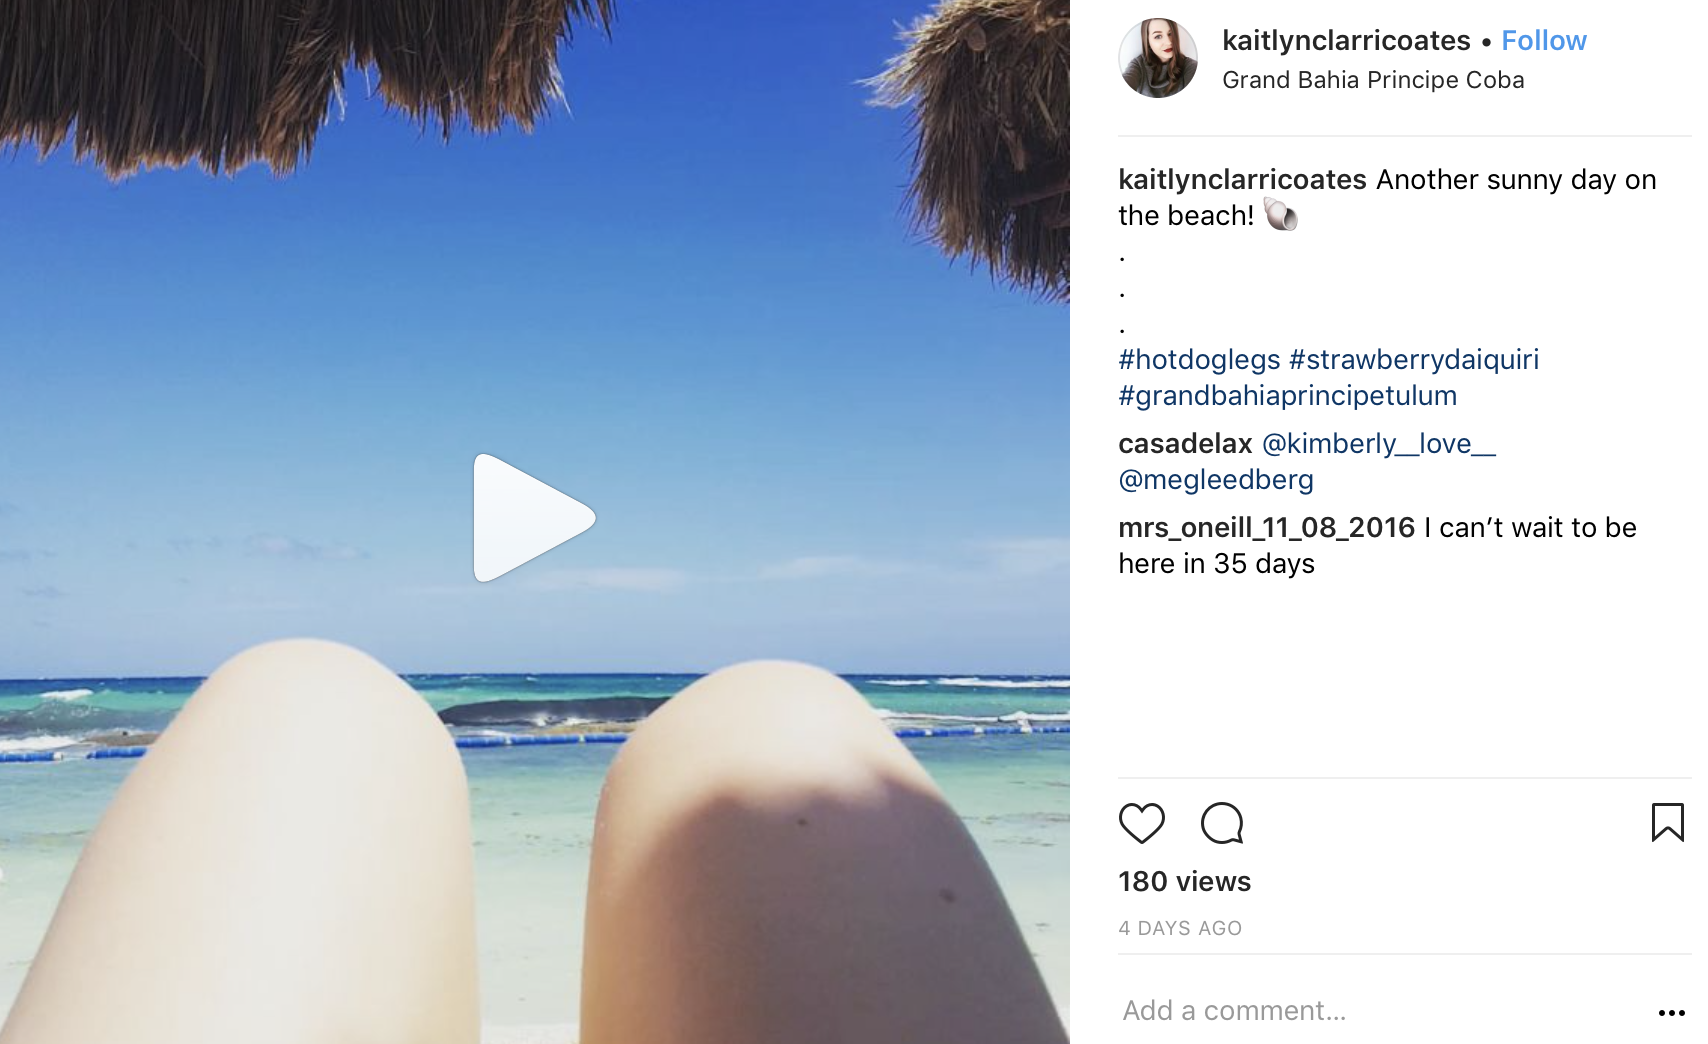 kaitlynclarricoates • Follow
Grand Bahia Principe Coba
kaitlynclarricoates Another sunny day on
the beach! 🐚
.
.
.
#hotdoglegs #strawberrydaiquiri
#grandbahiaprincipetulum
casadelax @kimberly__love__
@megleedberg
mrs_oneill_11_08_2016 I can’t wait to be
here in 35 days
180 views
4 DAYS AGO
Add a comment...